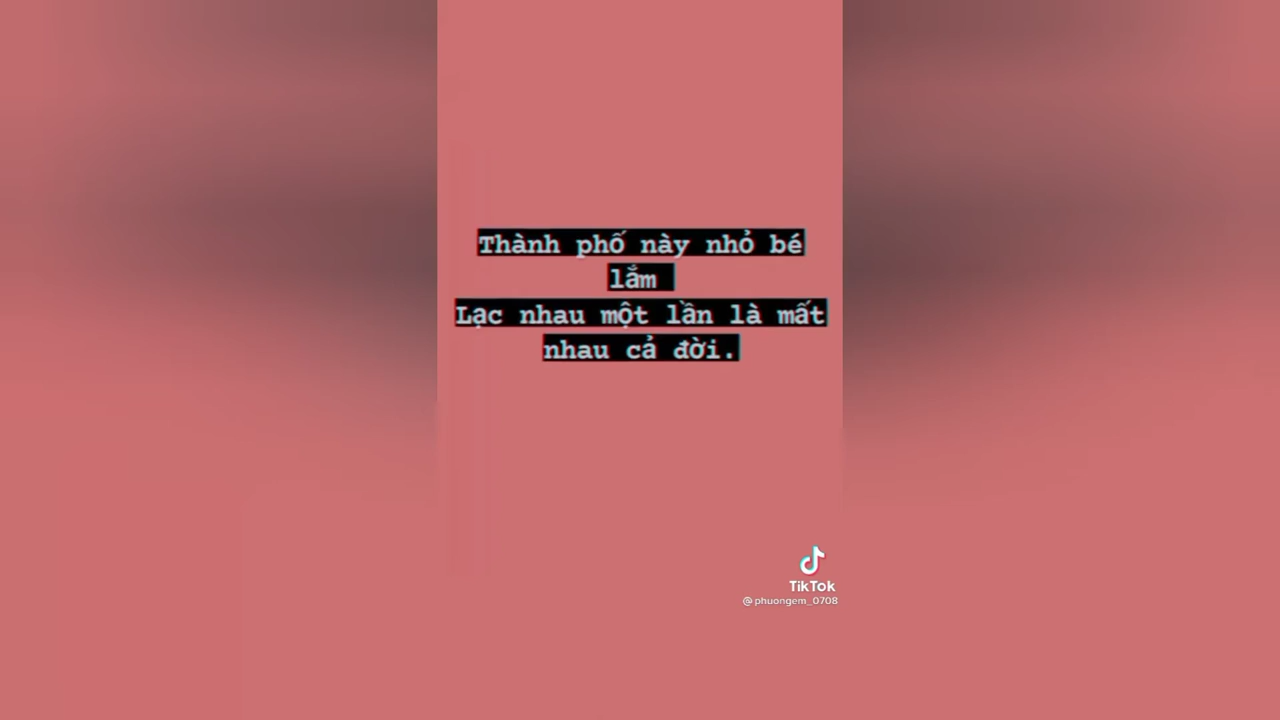 Thành phố này nhỏ bé
lắm
Lạc nhau một lần là mất
nhau cả đời.
TikTok
@phuongem_0708